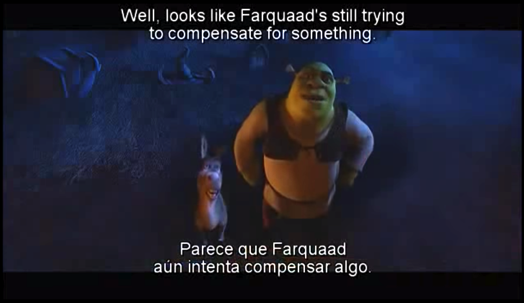 Well, looks like Farquaad's still trying
to compensate for something.
Parece que Farquaad
aún intenta compensar algo.